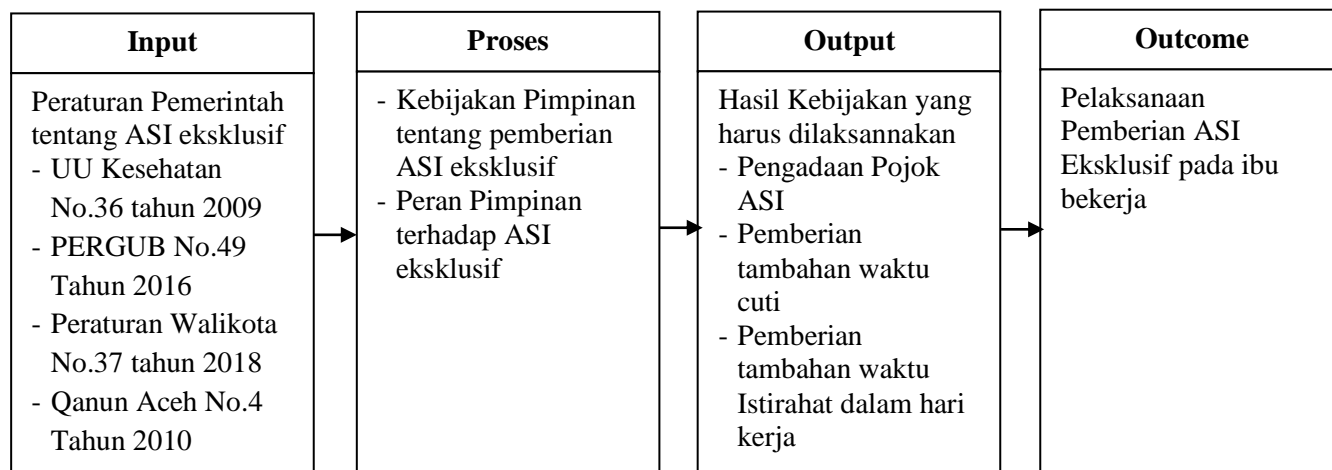 Input
Peraturan Pemerintah
tentang ASI eksklusif
- UU Kesehatan
No.36 tahun 2009
- PERGUB No.49
Tahun 2016
- Peraturan Walikota
No.37 tahun 2018
- Qanun Aceh No.4
Tahun 2010
Proses
- Kebijakan Pimpinan
tentang pemberian
ASI eksklusif
- Peran Pimpinan
terhadap ASI
eksklusif
Output
Hasil Kebijakan yang
harus dilaksannakan
- Pengadaan Pojok
ASI
- Pemberian
tambahan waktu
cuti
- Pemberian
tambahan waktu
Istirahat dalam hari
kerja
Outcome
Pelaksanaan
Pemberian ASI
Eksklusif pada ibu
bekerja